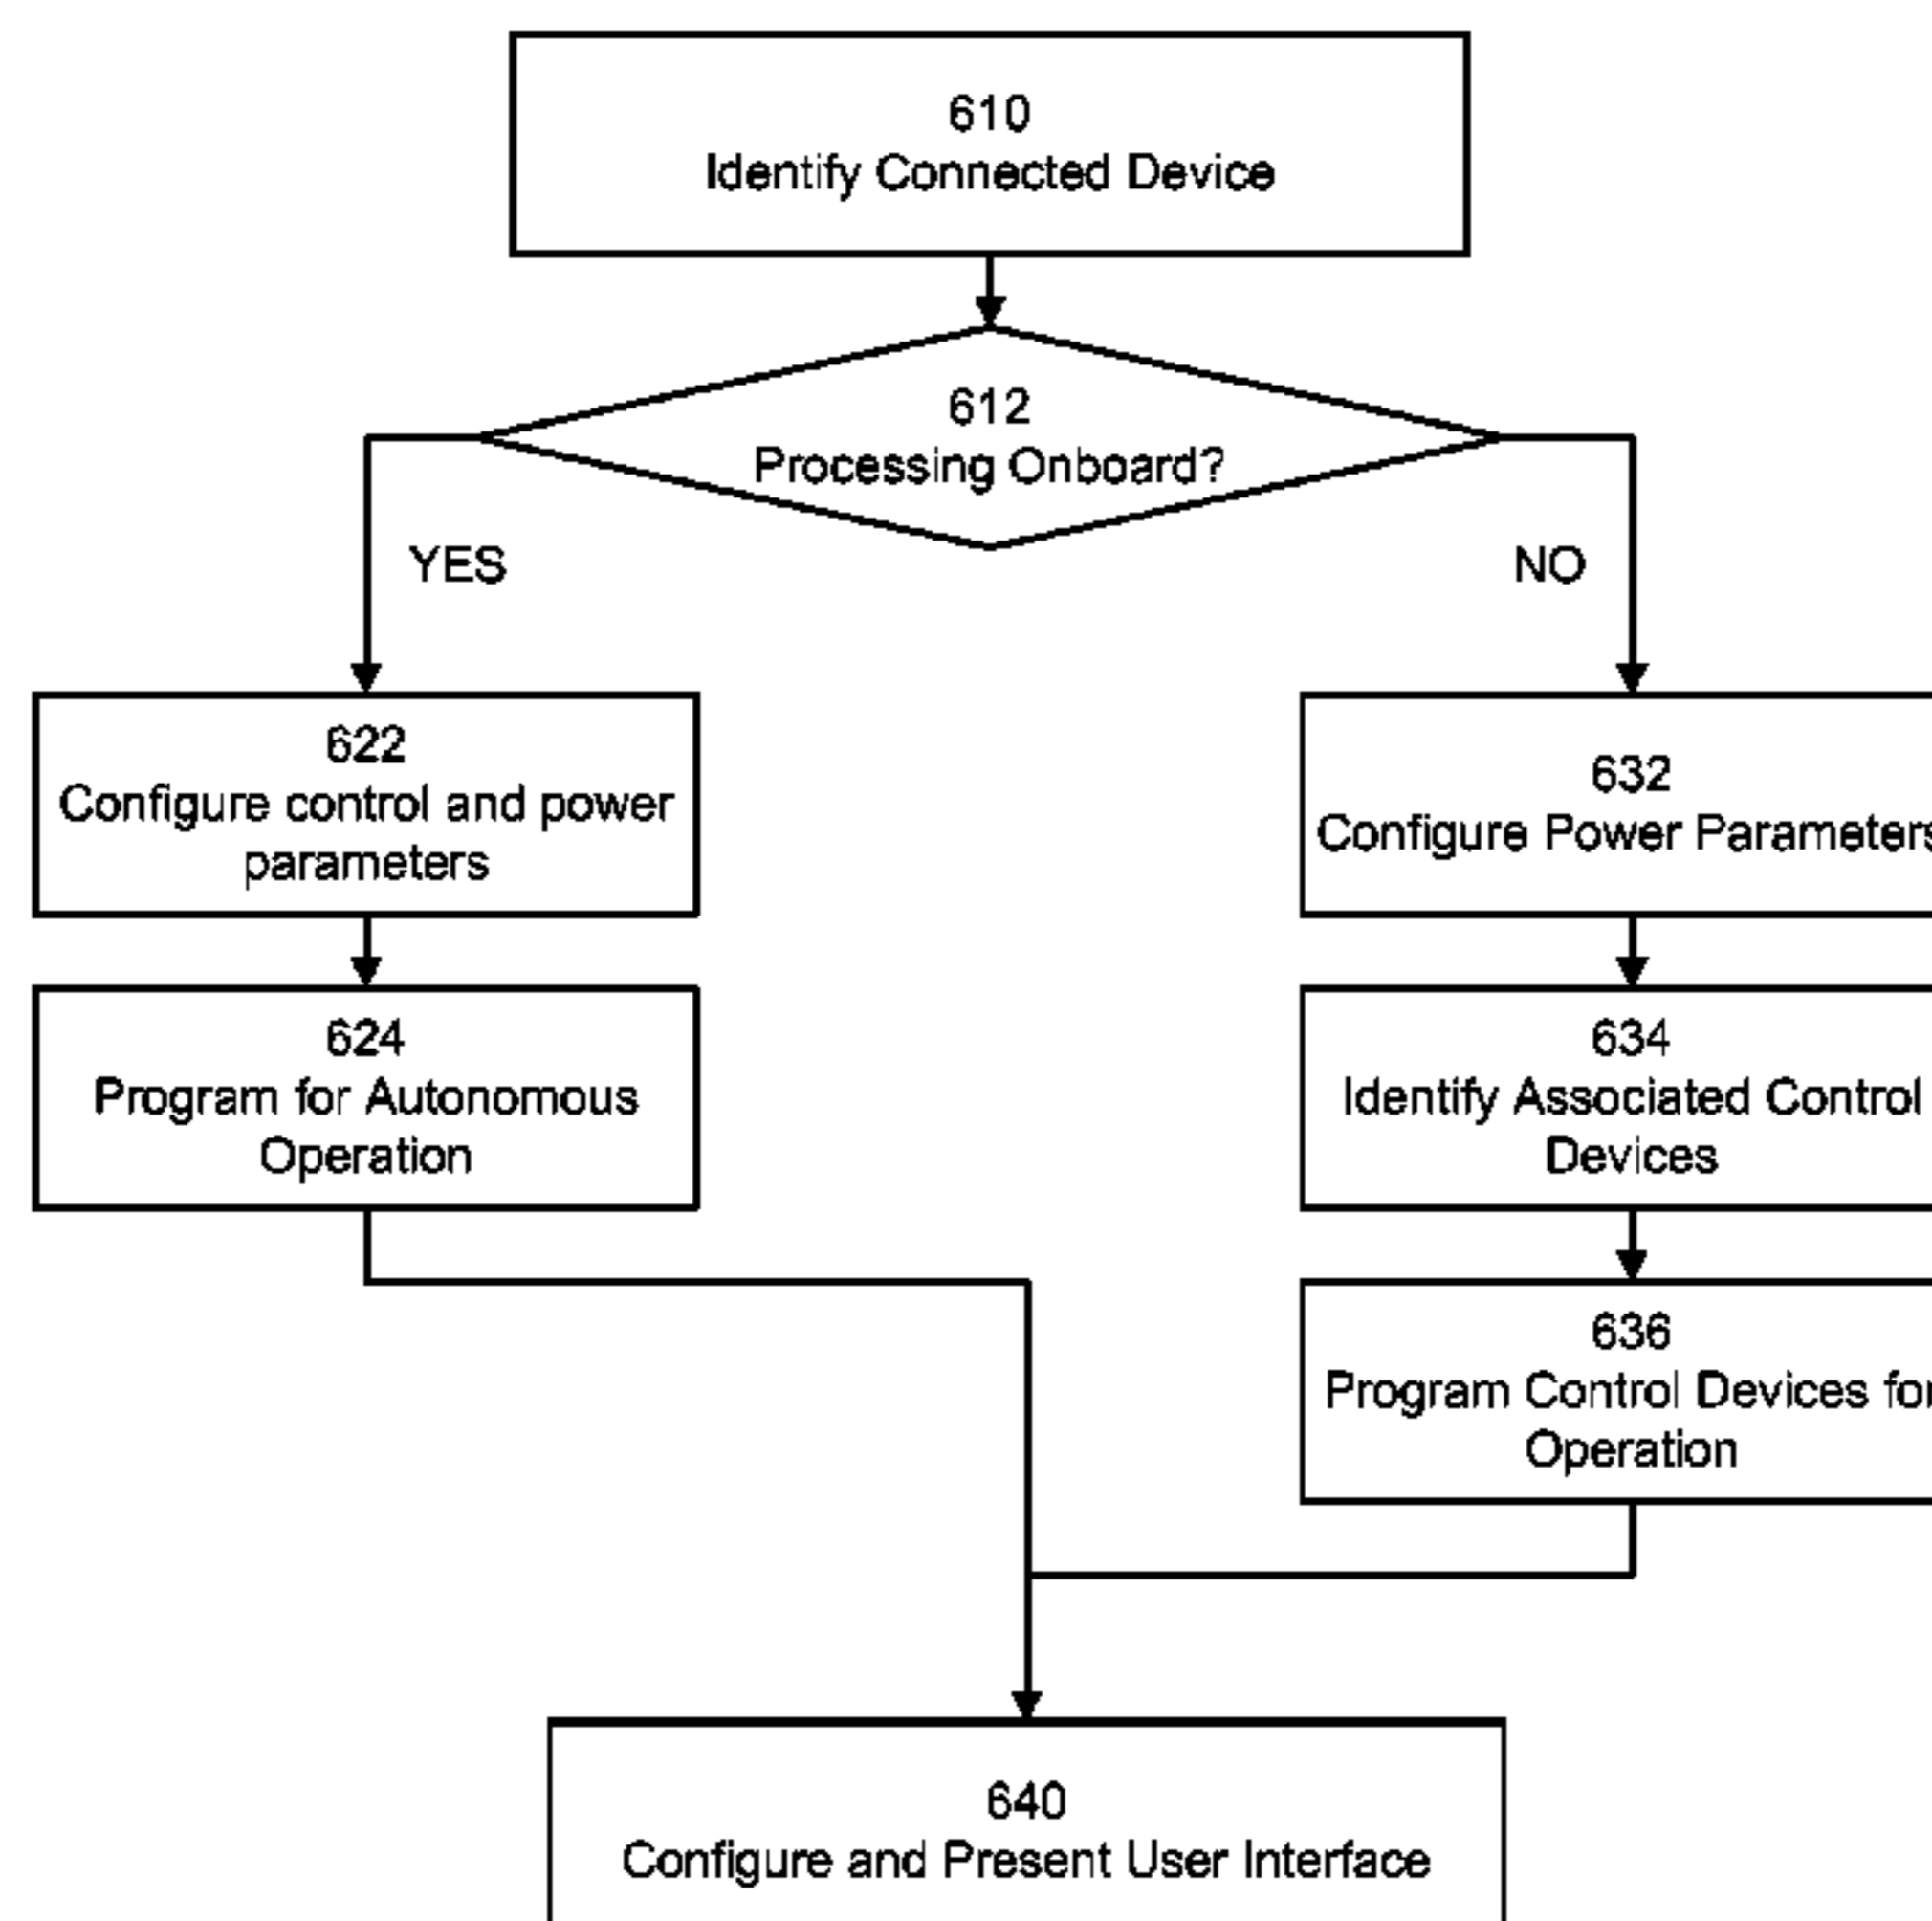 610
Identify Connected Device
612
Processing Onboard?
YES
NO
622
Configure control and power
parameters
632
Configure Power Parameters
624
Program for Autonomous
Operation
634
Identify Associated Control
Devices
636
Program Control Devices for
Operation
640
Configure and Present User Interface